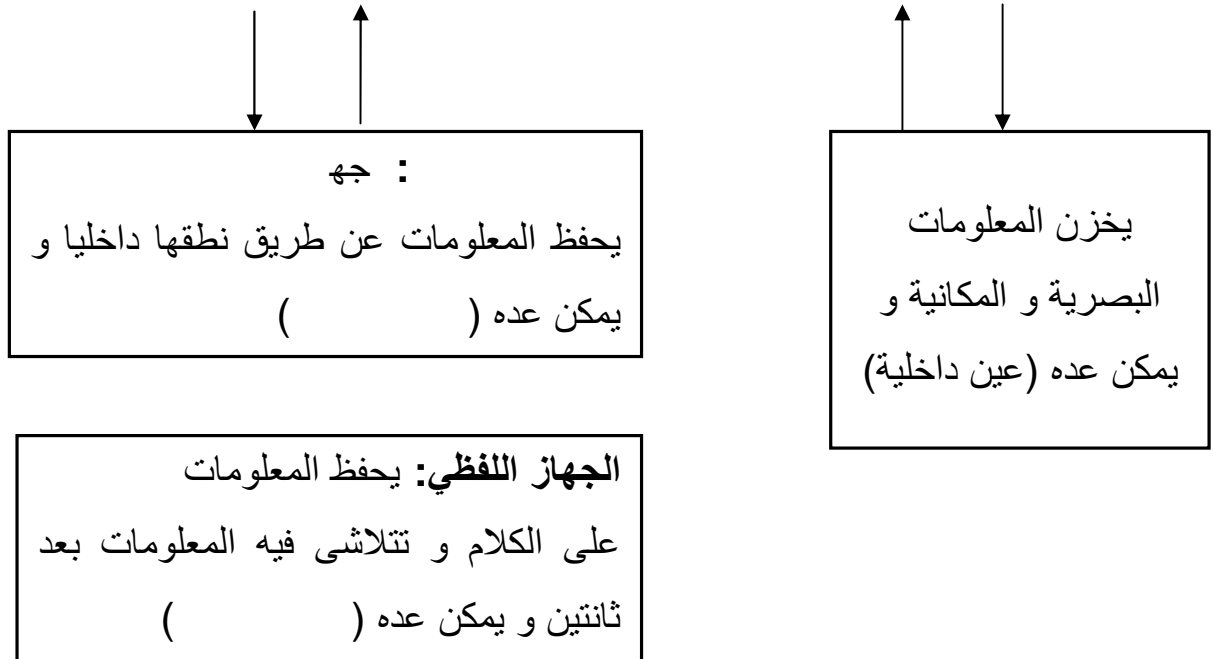 جهـ :
يحفظ المعلومات عن طريق نطقها داخليا و
يمكن عده ( )
يخزن المعلومات
البصرية و المكانية و
يمكن عده (عين داخلية)
الجهاز اللفظي: يحفظ المعلومات
على الكلام و تتلاشى فيه المعلومات بعد
ثانتين و يمكن عده ( )